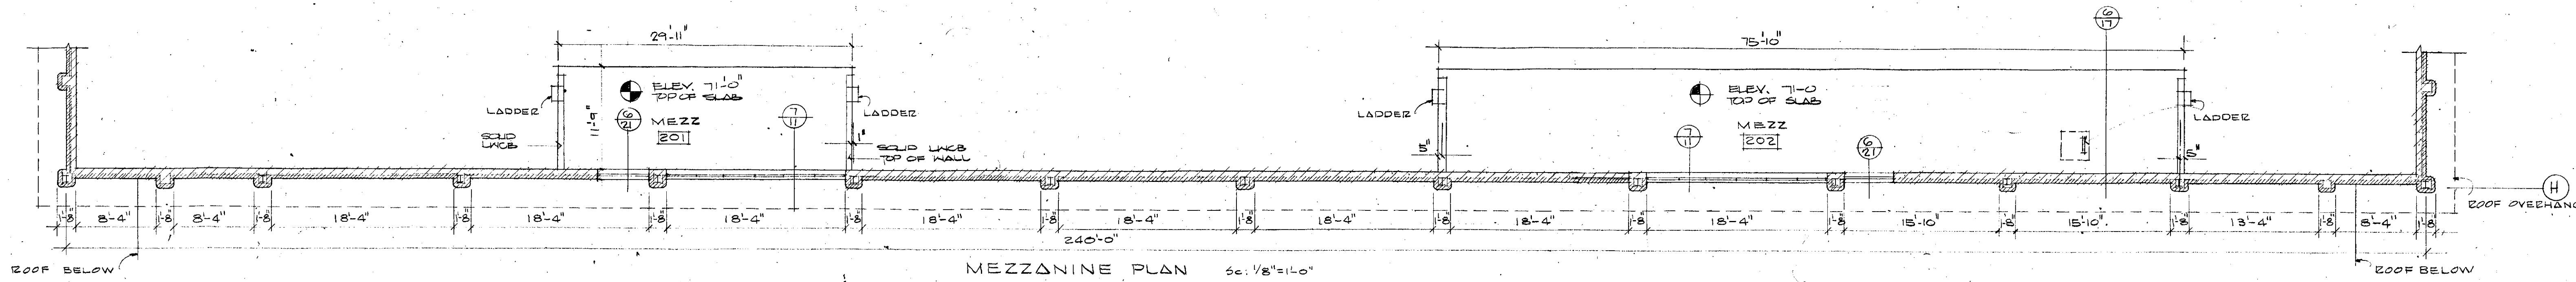 6
17
29'-11"
75'-10"
ELEV. 71'-0"
TOP OF SLAB
ELEV. 71'-0
TOP OF SLAB
LADDER
6
21
MEZZ
201
7
11
LADDER
LADDER
7
11
MEZZ
202
6
21
LADDER
11'-9"
SOLID
LWCB
1"
SOLID LWCB
TOP OF WALL
5"
5"
H
ROOF OVERHANG
1'-8"
8'-4"
1'-8"
8'-4"
1'-8"
18'-4"
1'-8"
18'-4"
1'-8"
18'-4"
1'-8"
18'-4"
1'-8"
18'-4"
1'-8"
18'-4"
1'-8"
18'-4"
1'-8"
18'-4"
1'-8"
15'-10"
1'-8"
15'-10"
1'-8"
13'-4"
1'-8"
8'-4"
1'-8"
240'-0"
ROOF BELOW
MEZZANINE PLAN Sc: 1/8"=1'-0"
ROOF BELOW